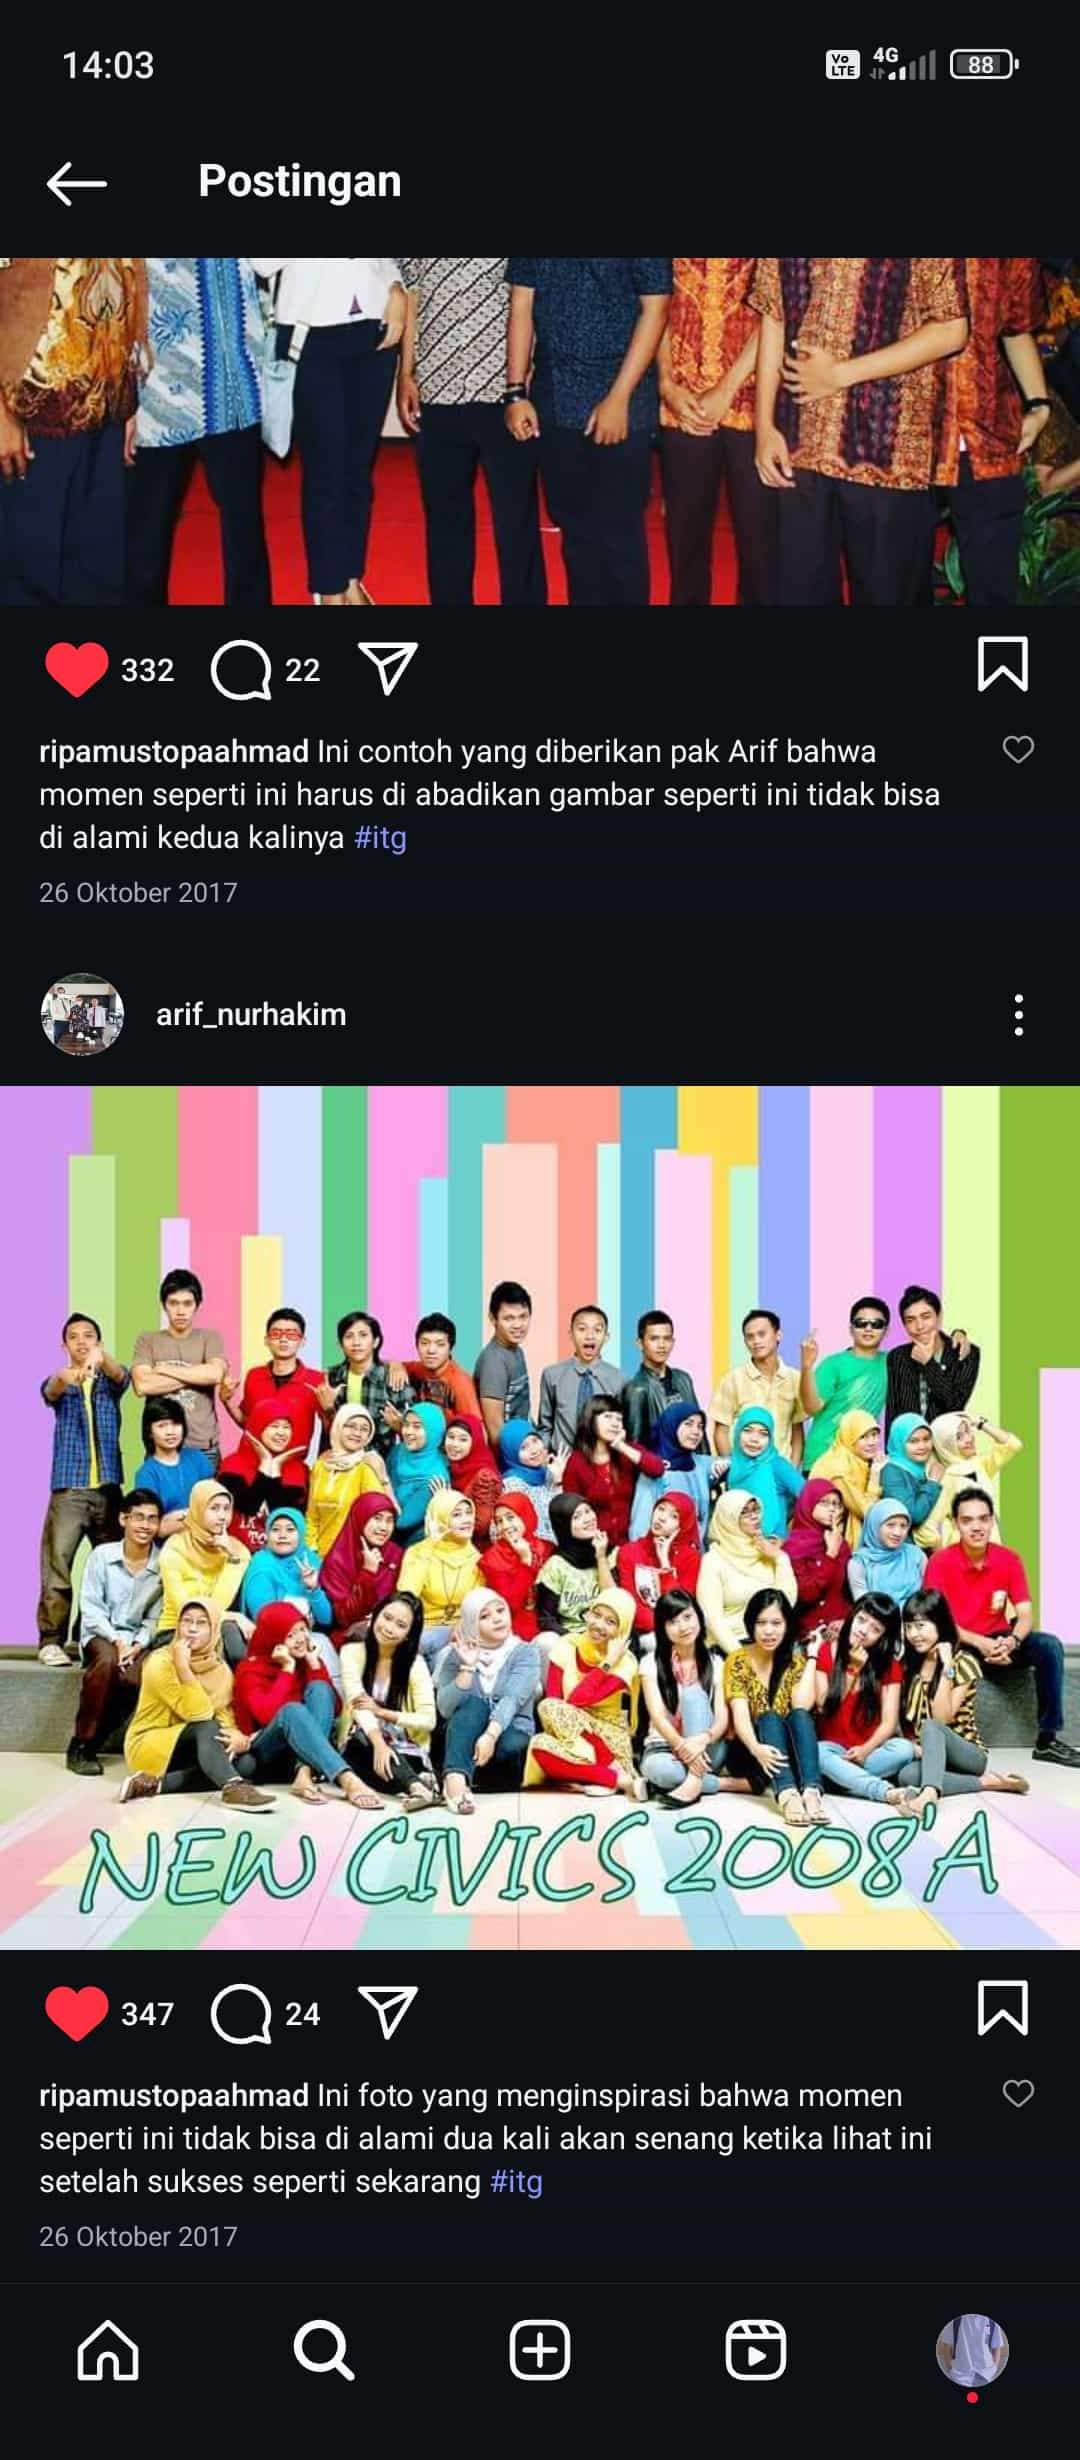 14:03
Vo
LTE
4G
88
Postingan
332
22
ripamustopaahmad Ini contoh yang diberikan pak Arif bahwa
momen seperti ini harus di abadikan gambar seperti ini tidak bisa
di alami kedua kalinya #itg
26 Oktober 2017
arif_nurhakim
NEW CIVICS 2008'A
347
24
ripamustopaahmad Ini foto yang menginspirasi bahwa momen
seperti ini tidak bisa di alami dua kali akan senang ketika lihat ini
setelah sukses seperti sekarang #itg
26 Oktober 2017